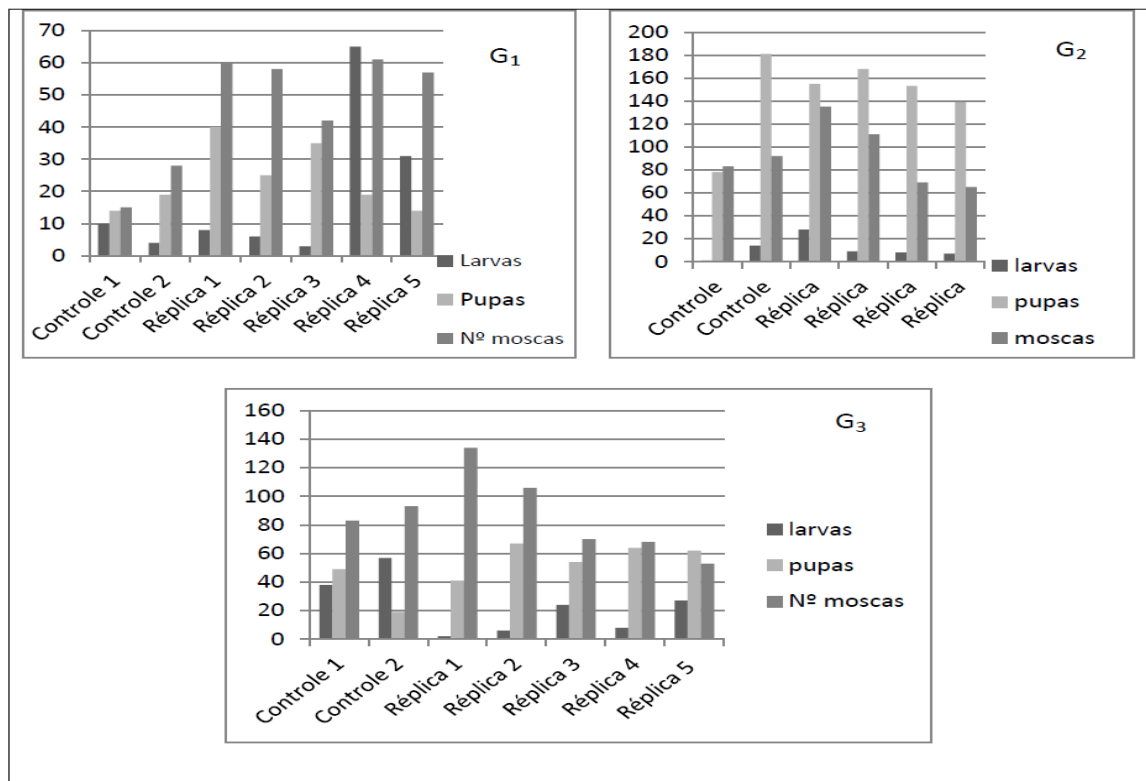 G₁
70
60
50
40
30
20
10
0
Controle 1
Controle 2
Réplica 1
Réplica 2
Réplica 3
Réplica 4
Réplica 5
Larvas
Pupas
Nº moscas
G₂
200
180
160
140
120
100
80
60
40
20
0
Controle
Controle
Réplica
Réplica
Réplica
Réplica
larvas
pupas
moscas
G₃
160
140
120
100
80
60
40
20
0
Controle 1
Controle 2
Réplica 1
Réplica 2
Réplica 3
Réplica 4
Réplica 5
larvas
pupas
Nº moscas